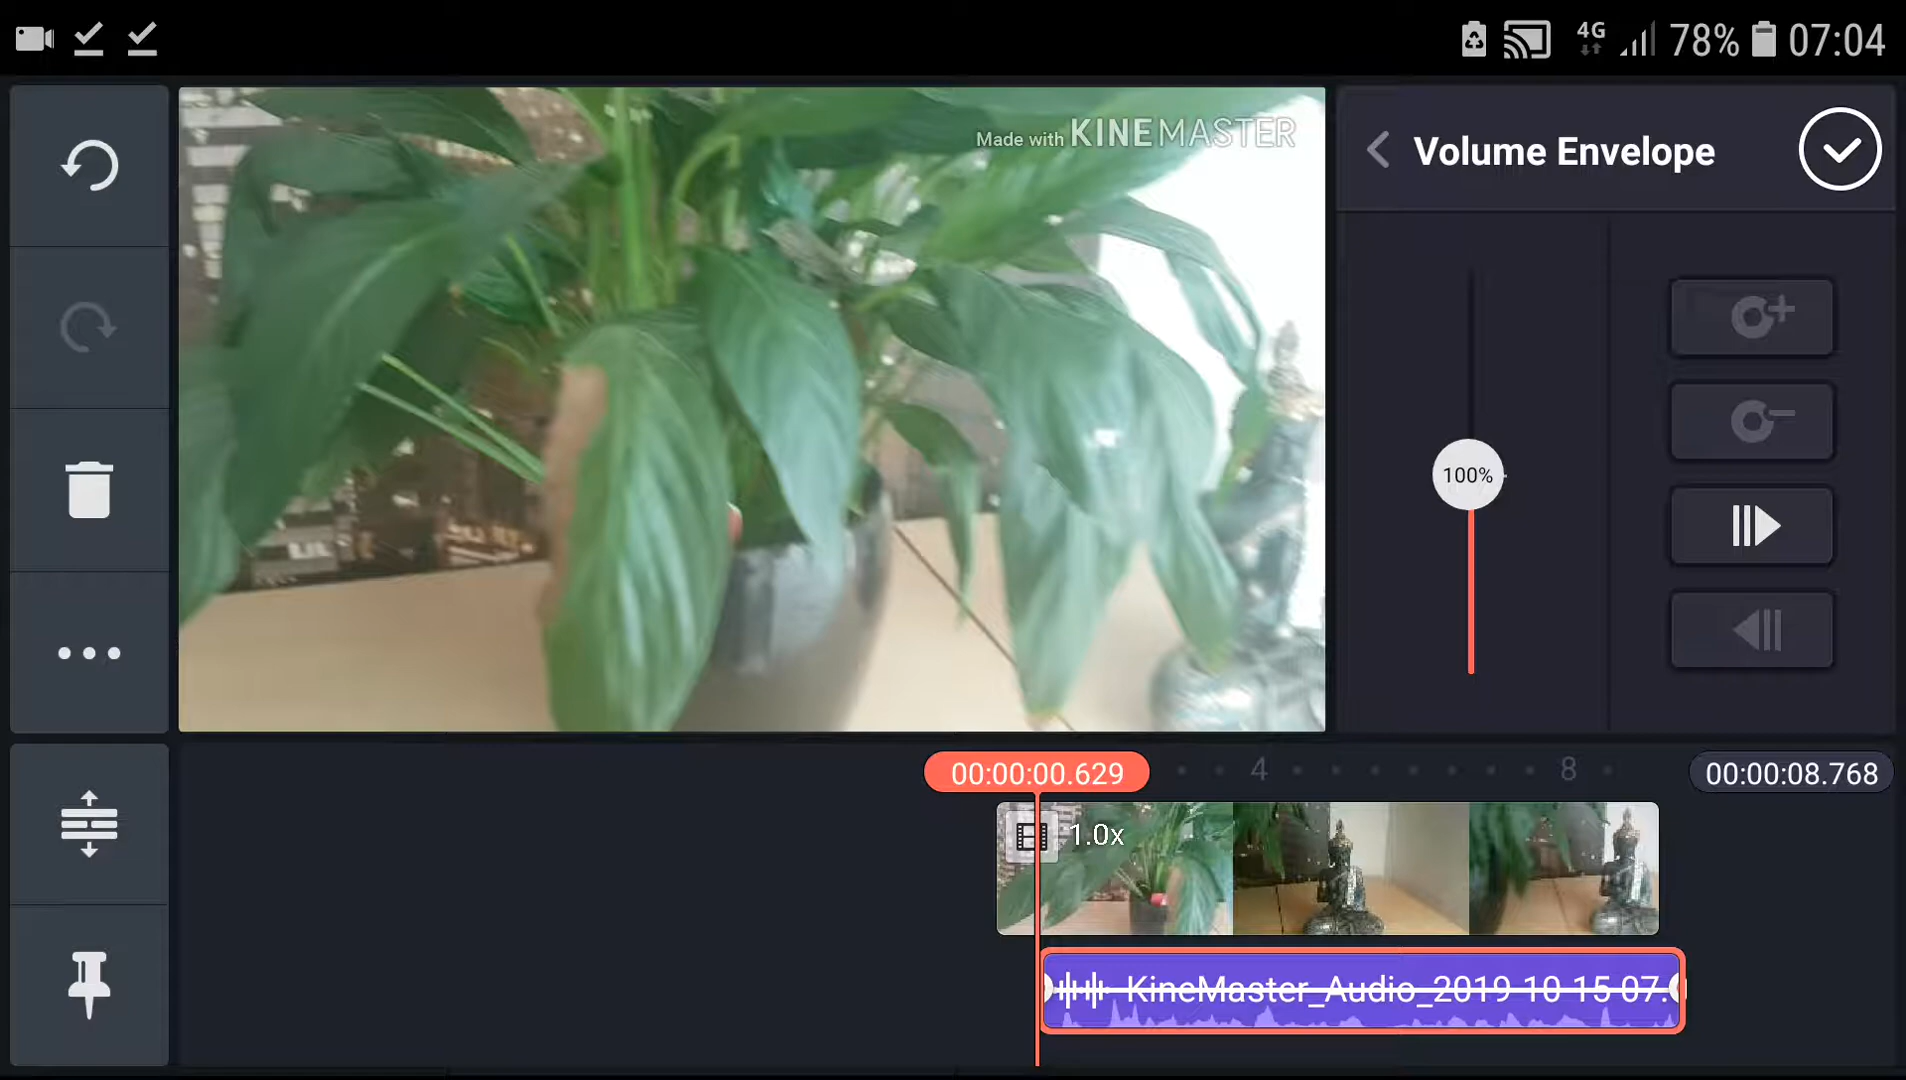 4G
78%
07:04
Made with KINEMASTER
Volume Envelope
100%
00:00:00.629
4
8
00:00:08.768
1.0x
KineMaster_Audio_2019 10 15 07.